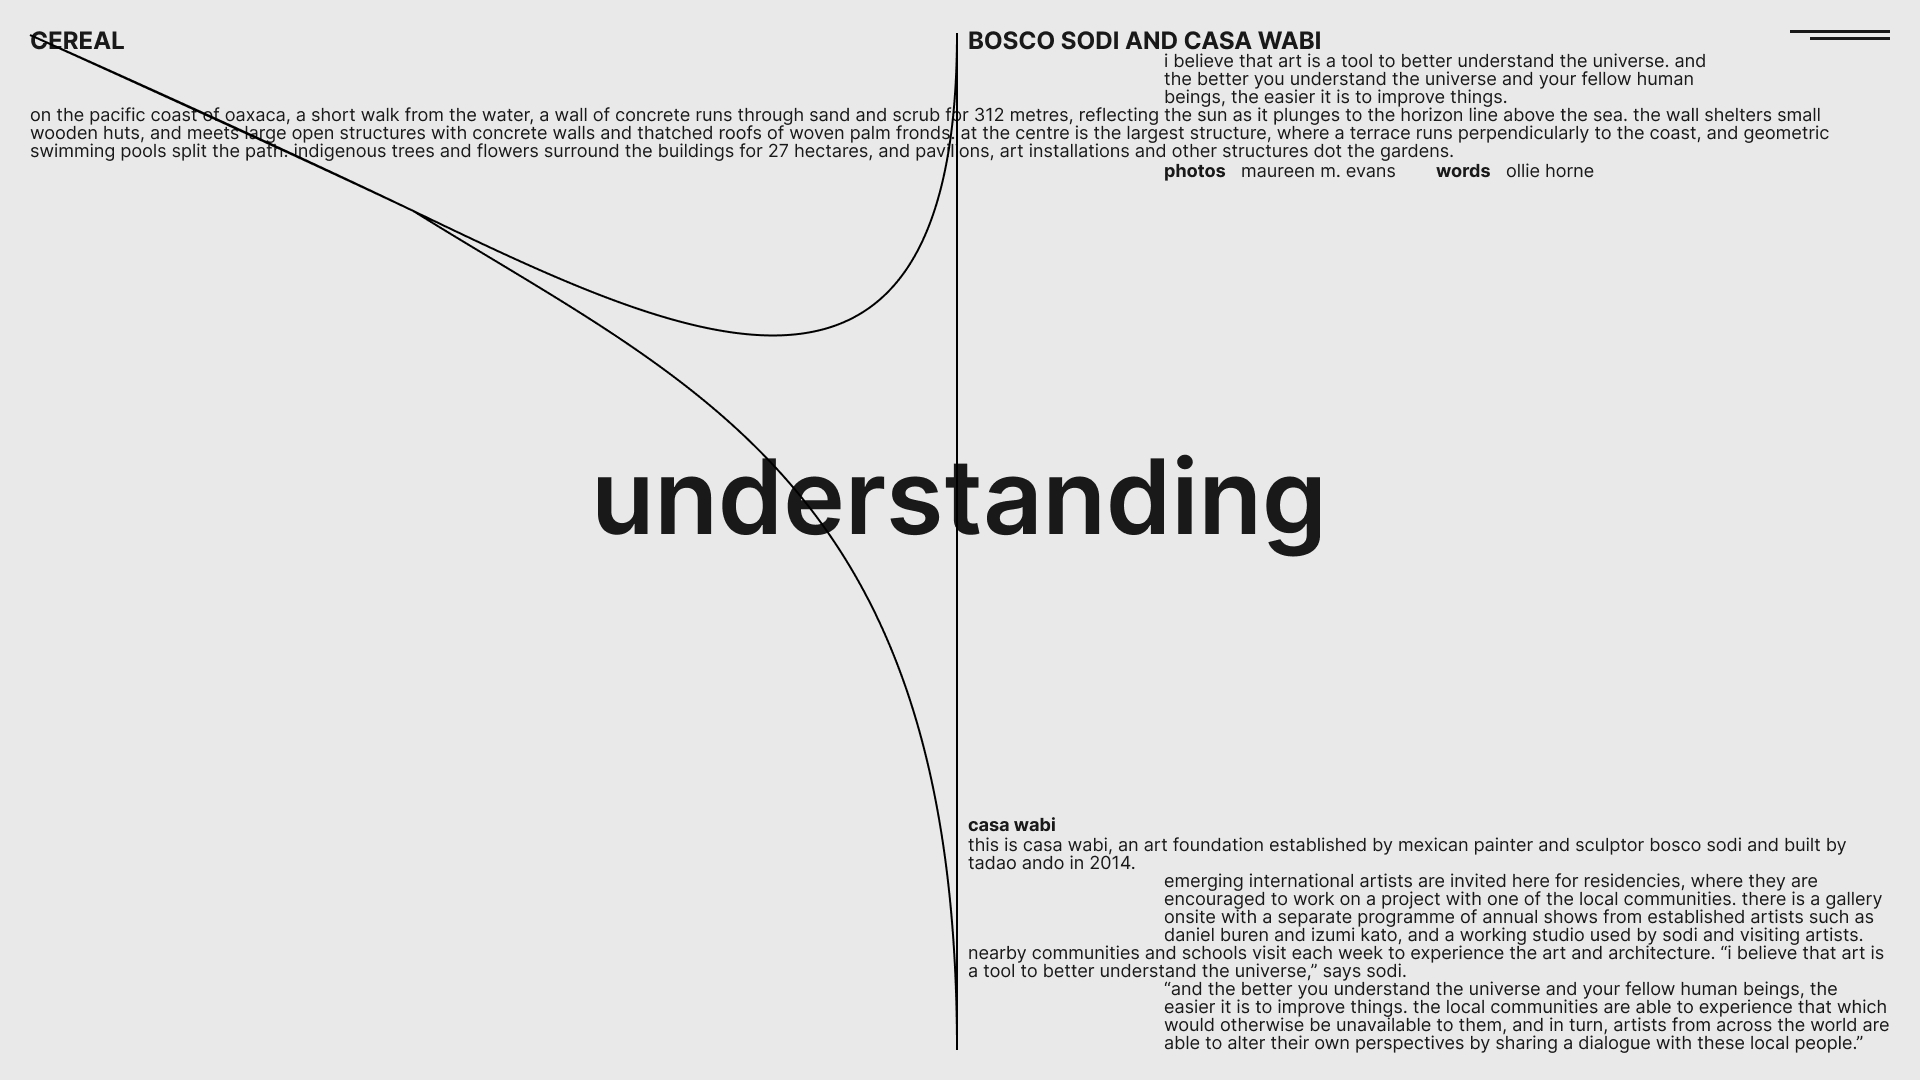 CEREAL
BOSCO SODI AND CASA WABI
i believe that art is a tool to better understand the universe. and
the better you understand the universe and your fellow human
beings, the easier it is to improve things.
on the pacific coast of oaxaca, a short walk from the water, a wall of concrete runs through sand and scrub for 312 metres, reflecting the sun as it plunges to the horizon line above the sea. the wall shelters small
wooden huts, and meets large open structures with concrete walls and thatched roofs of woven palm fronds. at the centre is the largest structure, where a terrace runs perpendicularly to the coast, and geometric
swimming pools split the path. indigenous trees and flowers surround the buildings for 27 hectares, and pavilions, art installations and other structures dot the gardens.
photos maureen m. evans words ollie horne
understanding
casa wabi
this is casa wabi, an art foundation established by mexican painter and sculptor bosco sodi and built by
tadao ando in 2014.
emerging international artists are invited here for residencies, where they are
encouraged to work on a project with one of the local communities. there is a gallery
onsite with a separate programme of annual shows from established artists such as
daniel buren and izumi kato, and a working studio used by sodi and visiting artists.
nearby communities and schools visit each week to experience the art and architecture. “i believe that art is
a tool to better understand the universe,” says sodi.
“and the better you understand the universe and your fellow human beings, the
easier it is to improve things. the local communities are able to experience that which
would otherwise be unavailable to them, and in turn, artists from across the world are
able to alter their own perspectives by sharing a dialogue with these local people.”